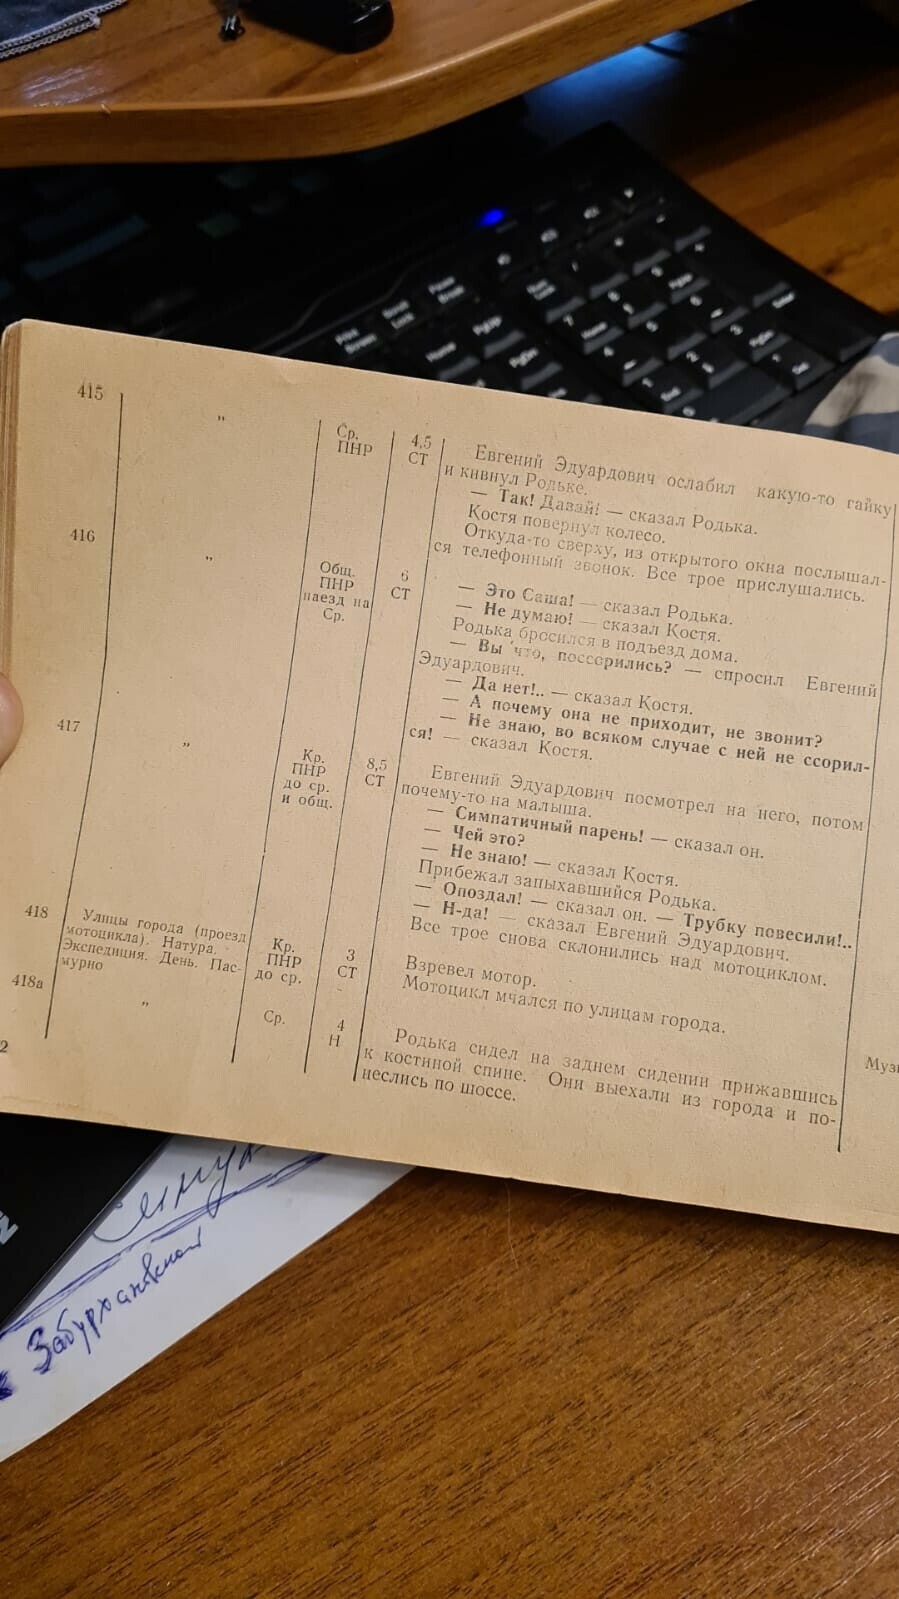 415
„
Ср.
ПНР
4,5
СТ
Евгений Эдуардович ослабил какую-то гайку
и кивнул Родьке.
— Так! Давай! — сказал Родька.
Костя повернул колесо.
Откуда-то сверху, из открытого окна послышал-
ся телефонный звонок. Все трое прислушались.
416
„
Общ.
ПНР
наезд на
Ср.
6
СТ
— Это Саша! — сказал Родька.
— Не думаю! — сказал Костя.
Родька бросился в подъезд дома.
— Вы что, поссорились? — спросил Евгений
Эдуардович.
— Да нет!.. — сказал Костя.
— А почему она не приходит, не звонит?
— Не знаю, во всяком случае с ней не ссорил-
ся! — сказал Костя.
417
„
Кр.
ПНР
до ср.
и общ.
8,5
СТ
Евгений Эдуардович посмотрел на него, потом
почему-то на малыша.
— Симпатичный парень! — сказал он.
— Чей это?
— Не знаю! — сказал Костя.
Прибежал запыхавшийся Родька.
— Опоздал! — сказал он. — Трубку повесили!..
— Н-да! — сказал Евгений Эдуардович.
Все трое снова склонились над мотоциклом.
418
Улицы города (проезд
мотоцикла). Натура.
Экспедиция. День. Пас-
мурно
Кр.
ПНР
до ср.
3
СТ
Взревел мотор.
Мотоцикл мчался по улицам города.
418а
„
Ср.
4
Н
Родька сидел на заднем сидении прижавшись
к костиной спине. Они выехали из города и по-
неслись по шоссе.
Муз
2